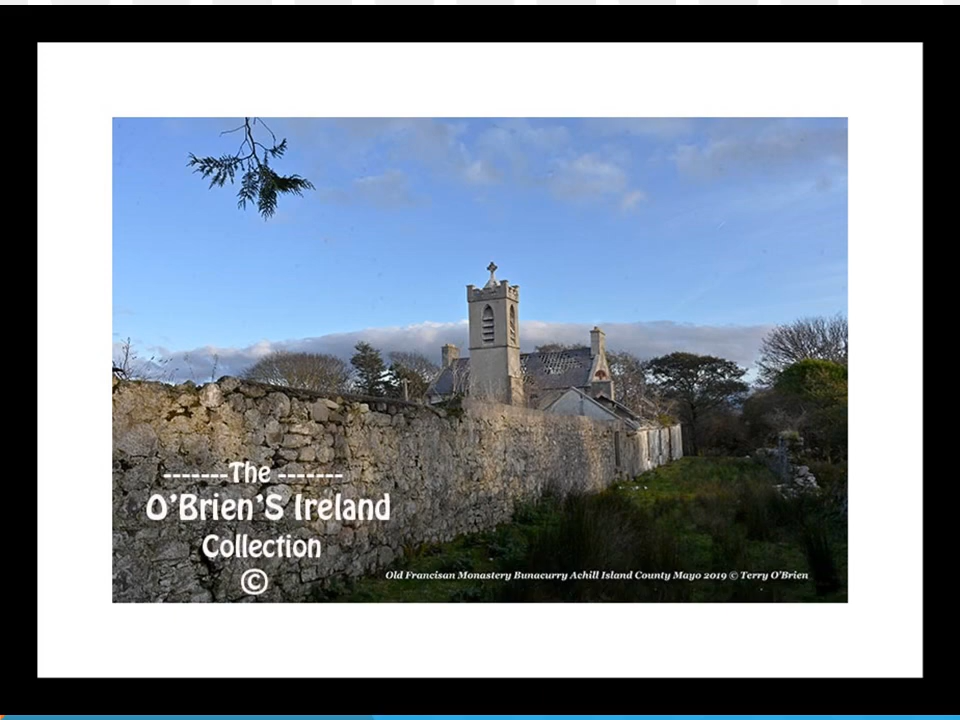 -------The -------
O'Brien'S Ireland
Collection
©
Old Francisan Monastery Bunacurry Achill Island County Mayo 2019 © Terry O'Brien